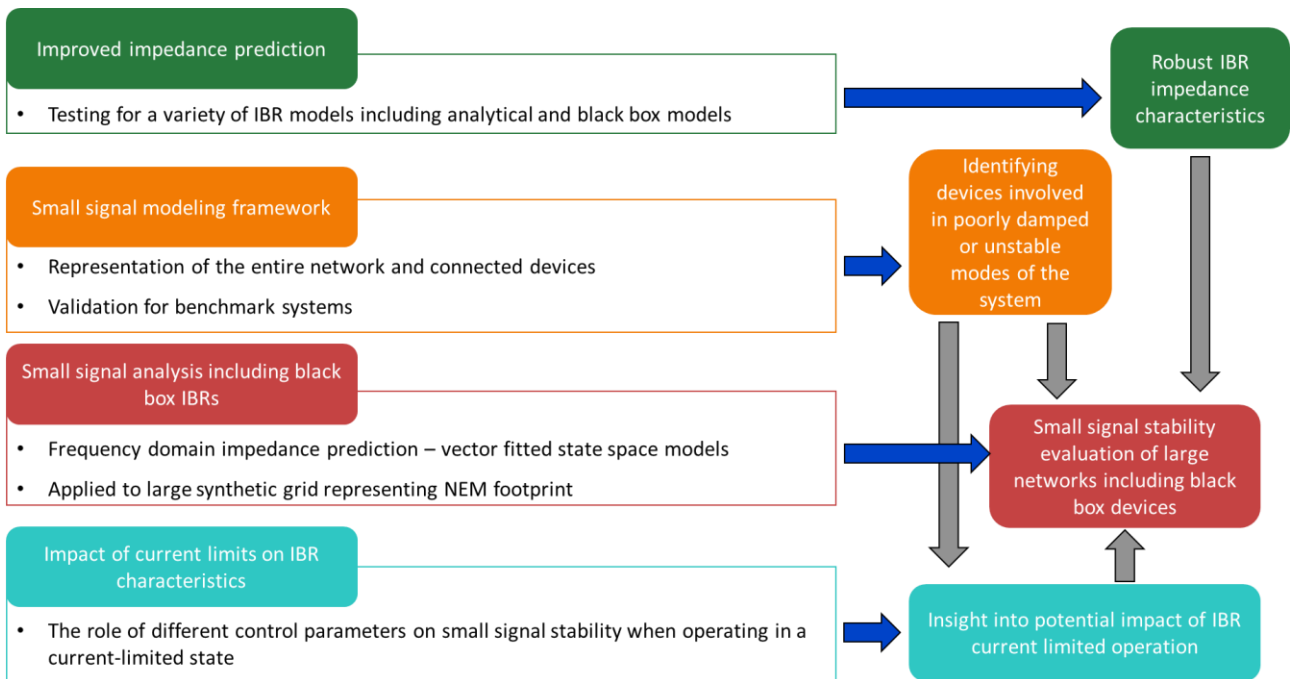 Improved impedance prediction
• Testing for a variety of IBR models including analytical and black box models
Robust IBR
impedance
characteristics
Small signal modeling framework
• Representation of the entire network and connected devices
• Validation for benchmark systems
Identifying
devices involved
in poorly damped
or unstable
modes of the
system
Small signal analysis including black
box IBRs
• Frequency domain impedance prediction – vector fitted state space models
• Applied to large synthetic grid representing NEM footprint
Small signal stability
evaluation of large
networks including black
box devices
Impact of current limits on IBR
characteristics
• The role of different control parameters on small signal stability when operating in a
current-limited state
Insight into potential impact of IBR
current limited operation